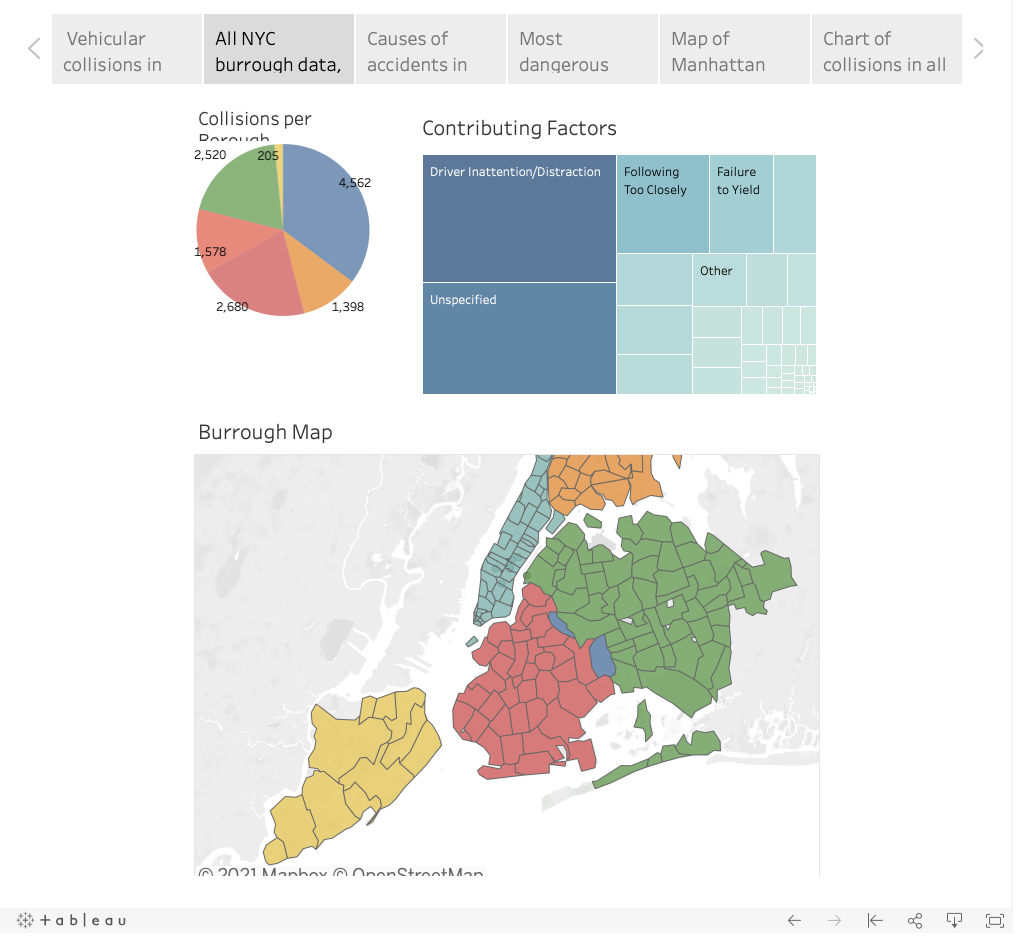 Vehicular
collisions in
All NYC
burrough data,
Causes of
accidents in
Most
dangerous
Map of
Manhattan
Chart of
collisions in all
Collisions per
Borough
2,520
205
4,562
1,578
2,680
1,398
Contributing Factors
Driver Inattention/Distraction
Following
Too Closely
Failure
to Yield
Other
Unspecified
Burrough Map
© 2021 Mapbox © OpenStreetMap
+ableau